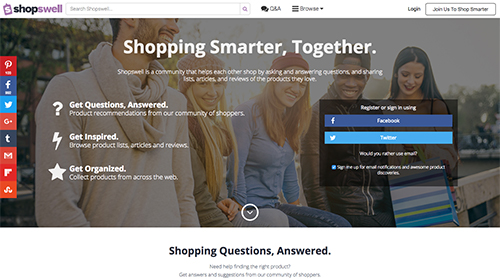 shopswell
Search Shopswell...
Q&A
Browse
Login
Join Us To Shop Smarter
Shopping Smarter, Together.
Shopswell is a community that helps each other shop by asking and answering questions, and sharing
lists, articles, and reviews of the products they love.
Get Questions, Answered.
Product recommendations from our community of shoppers.
Get Inspired.
Browse product lists, articles and reviews.
Get Organized.
Collect products from across the web.
Register or sign in using
Facebook
Twitter
Would you rather use email?
Sign me up for email notifications and awesome product
discoveries.
Shopping Questions, Answered.
Need help finding the right product?
Get answers and suggestions from our community of shoppers.